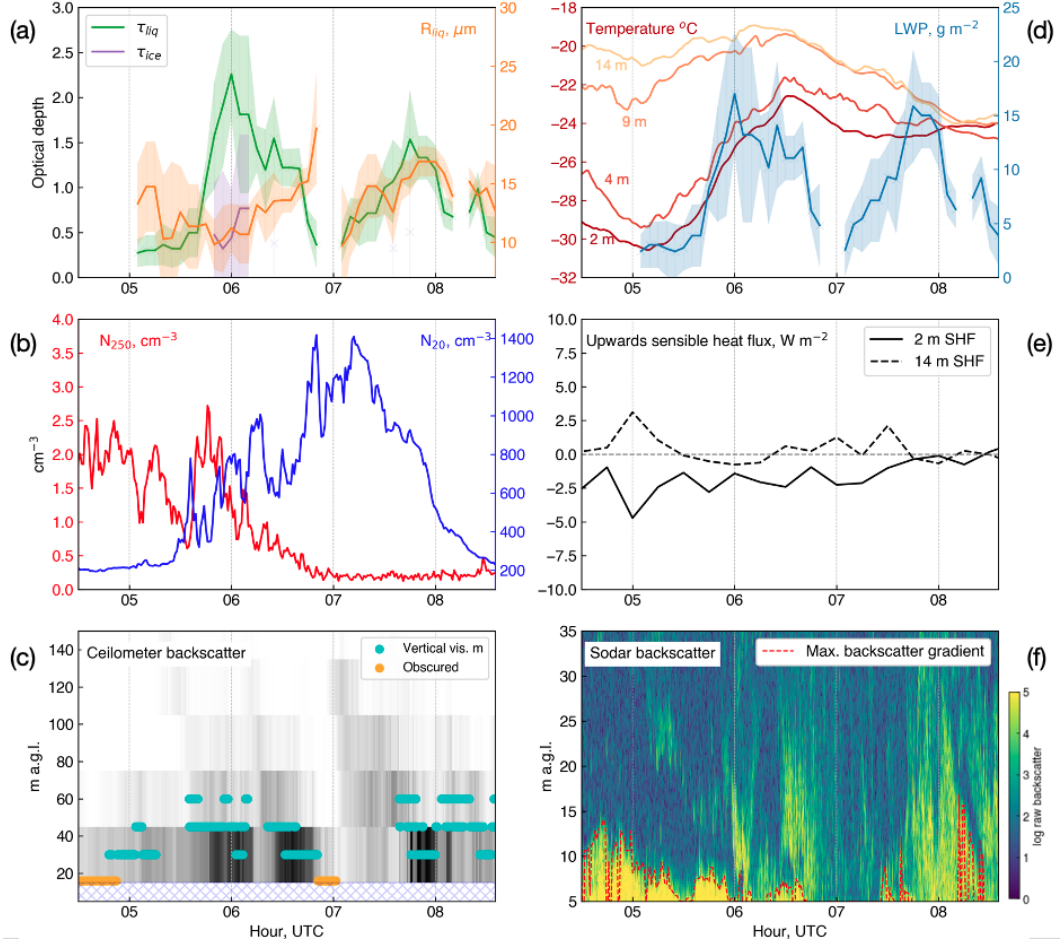 (a)
τliq
τice
Rliq, μm
Optical depth
3.0
2.5
2.0
1.5
1.0
0.5
0.0
30
25
20
15
10
05 06 07 08
(d)
Temperature °C
LWP, g m−2
14 m
9 m
4 m
2 m
−18
−20
−22
−24
−26
−28
−30
−32
25
20
15
10
5
0
05 06 07 08
(b)
N250, cm−3
N20, cm−3
cm−3
4.0
3.5
3.0
2.5
2.0
1.5
1.0
0.5
0.0
1400
1200
1000
800
600
400
200
05 06 07 08
(e)
Upwards sensible heat flux, W m−2
2 m SHF
14 m SHF
10.0
7.5
5.0
2.5
0.0
−2.5
−5.0
−7.5
−10.0
05 06 07 08
(c)
Ceilometer backscatter
Vertical vis. m
Obscured
m a.g.l.
140
120
100
80
60
40
20
05 06 07 08
Hour, UTC
(f)
Sodar backscatter
Max. backscatter gradient
m a.g.l.
35
30
25
20
15
10
5
05 06 07 08
Hour, UTC
5
4
3
2
1
0
log raw backscatter